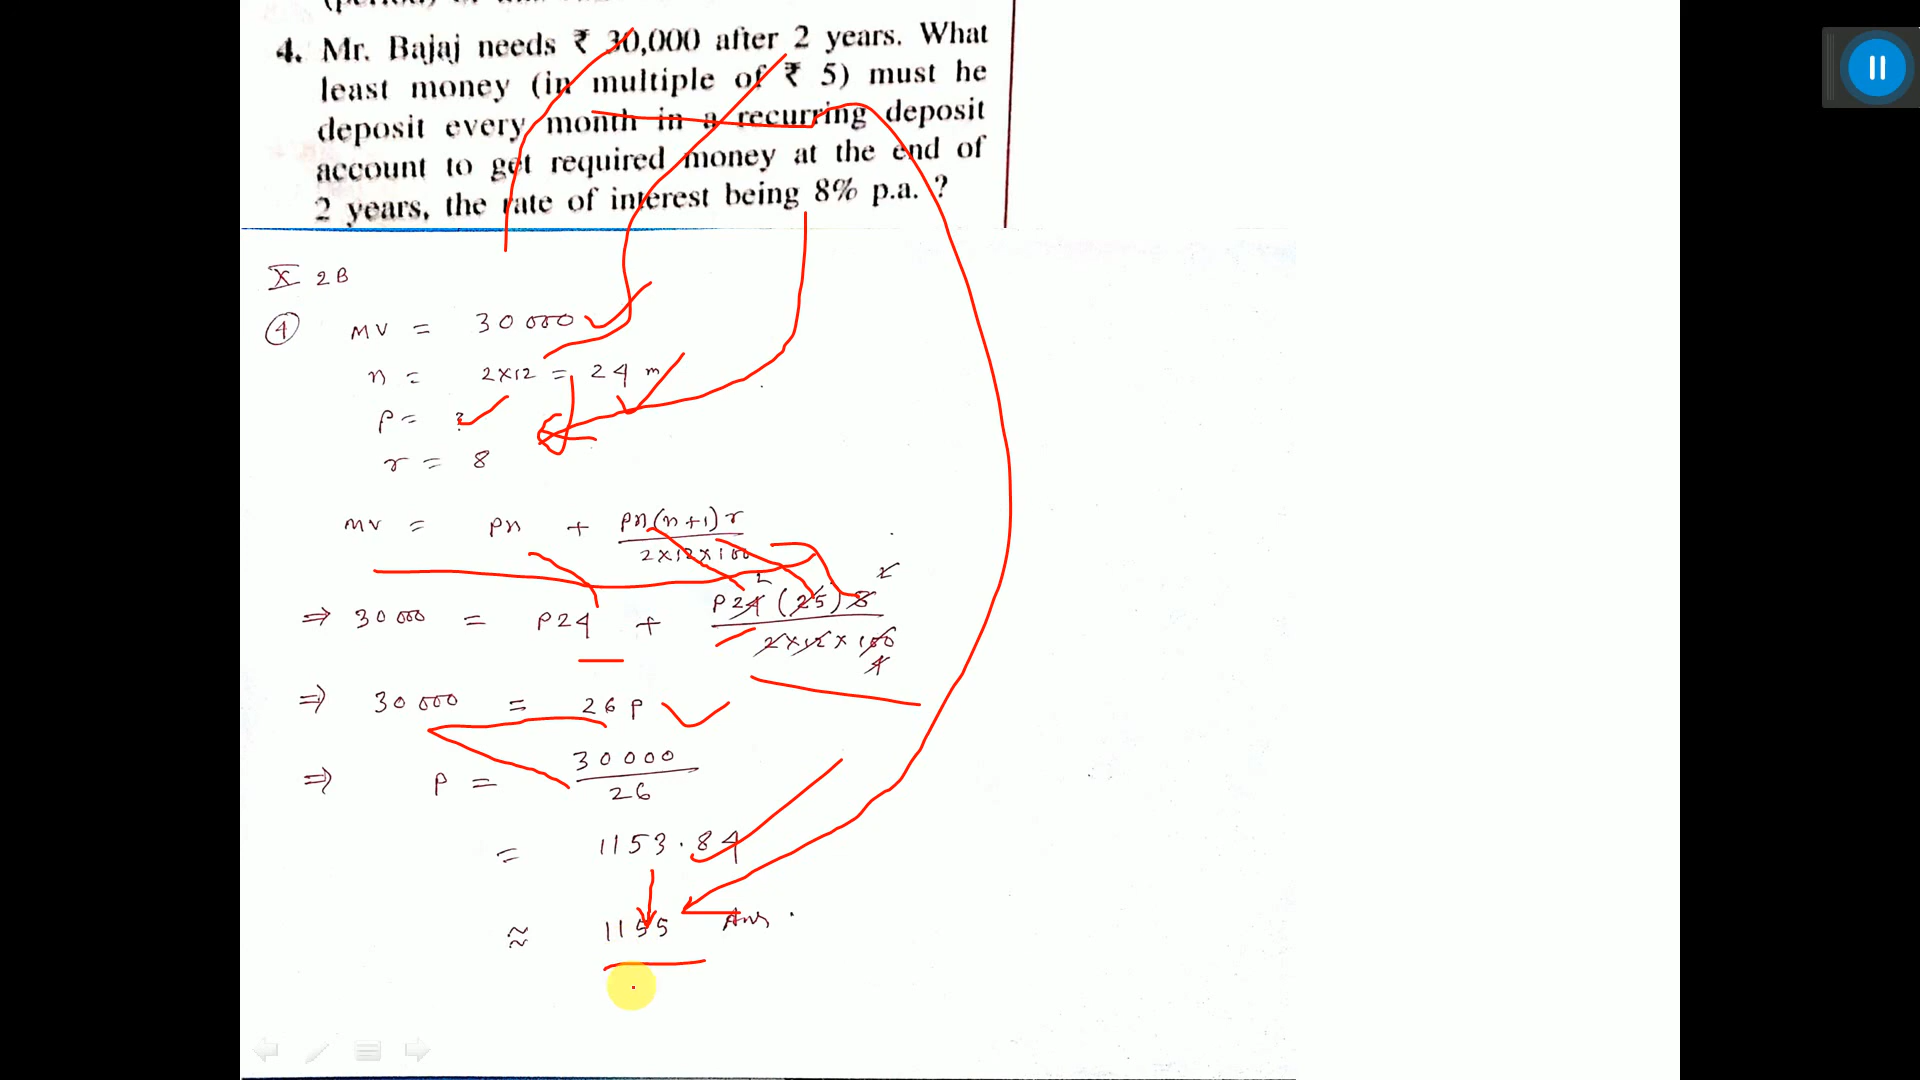 4. Mr. Bajaj needs ₹ 30,000 after 2 years. What
least money (in multiple of ₹ 5) must he
deposit every month in a recurring deposit
account to get required money at the end of
2 years, the rate of interest being 8% p.a. ?
X 2B
④ MV = 30000
n = 2×12 = 24 m
P = ?
r = 8
MV = Pn + Pn(n+1)r / 2×12×100
⇒ 30000 = P24 + P24(25)8 / 2×12×100
⇒ 30000 = 26P
⇒ P = 30000 / 26
= 1153.84
≈ 1155 Ans.